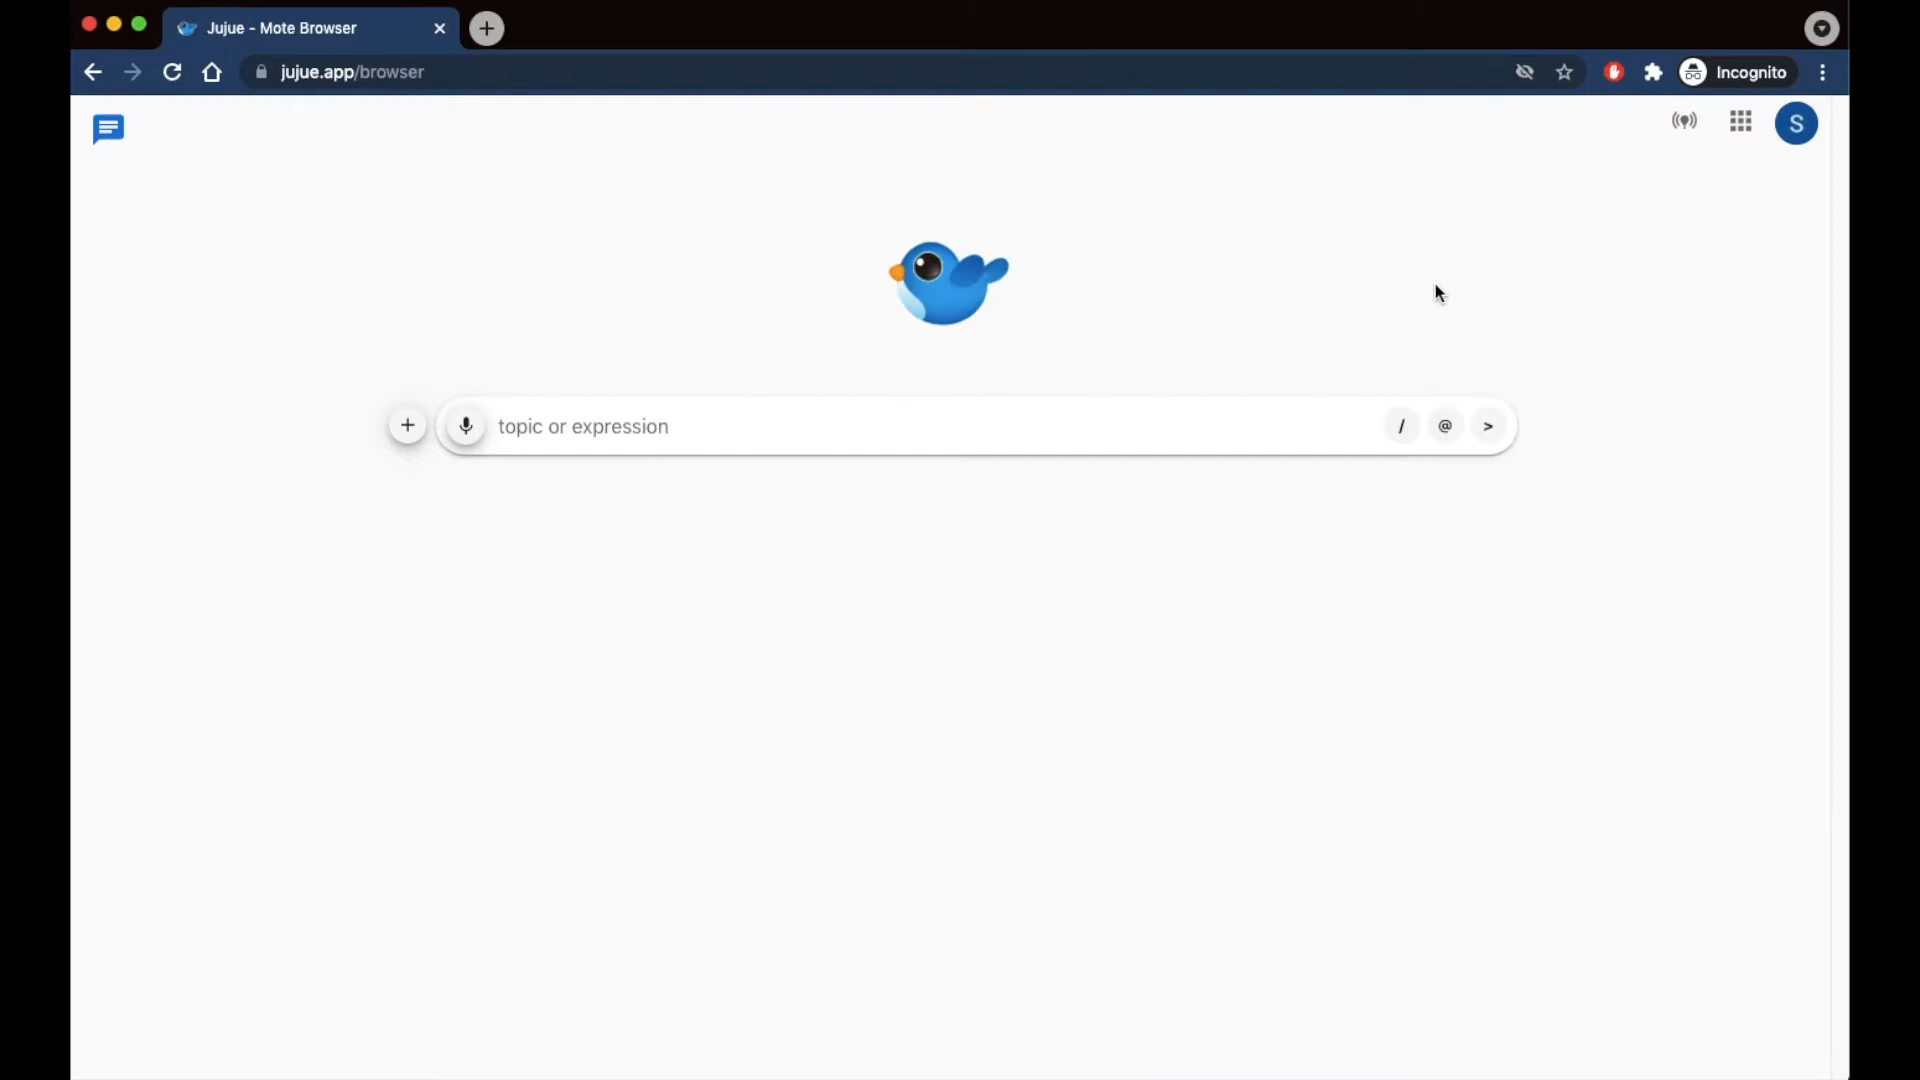 Jujue - Mote Browser
jujue.app/browser
Incognito
S
topic or expression
/ @ >